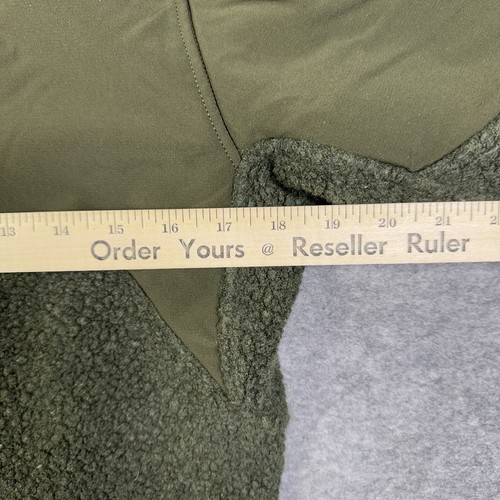 13 14 15 16 17 18 19 20 21
Order Yours @ Reseller Ruler